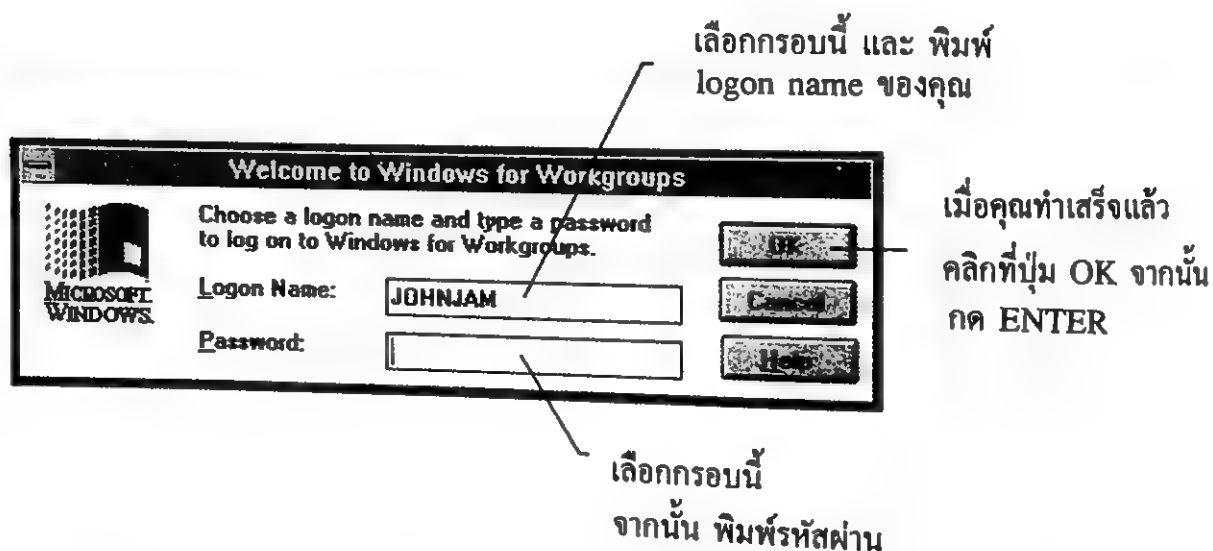 เลือกกรอบนี้ และ พิมพ์
logon name ของคุณ
Welcome to Windows for Workgroups
Choose a logon name and type a password
to log on to Windows for Workgroups.
Logon Name:
JOHNJAM
Password:
OK
Cancel
Help
MICROSOFT
WINDOWS
เมื่อคุณทำเสร็จแล้ว
คลิกที่ปุ่ม OK จากนั้น
กด ENTER
เลือกกรอบนี้
จากนั้น พิมพ์รหัสผ่าน